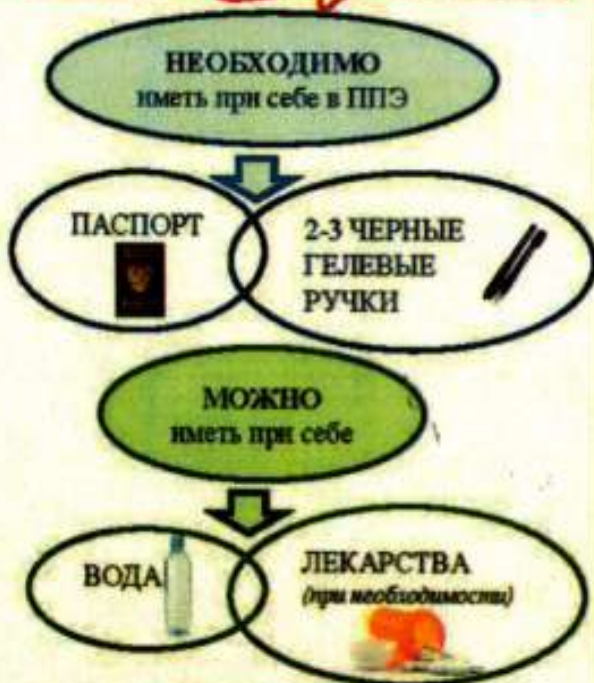 НЕОБХОДИМО
иметь при себе в ППЭ
ПАСПОРТ
2-3 ЧЕРНЫЕ
ГЕЛЕВЫЕ
РУЧКИ
МОЖНО
иметь при себе
ВОДА
ЛЕКАРСТВА
(при необходимости)